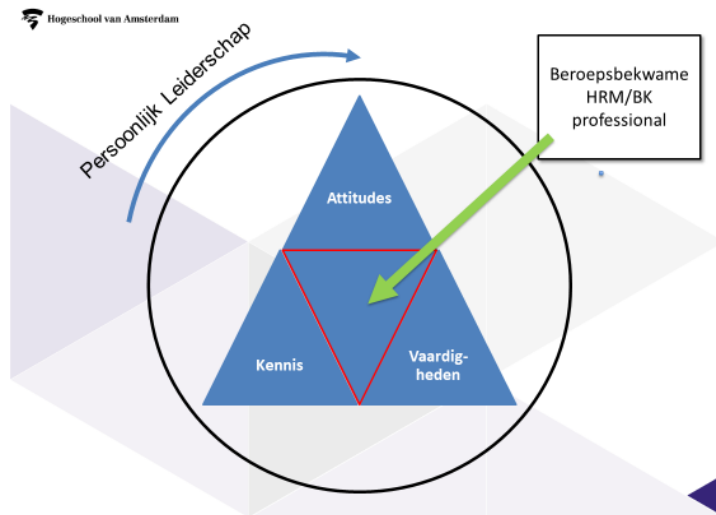 Hogeschool van Amsterdam
Persoonlijk Leiderschap
Beroepsbekwame
HRM/BK
professional
Attitudes
Kennis
Vaardig-
heden